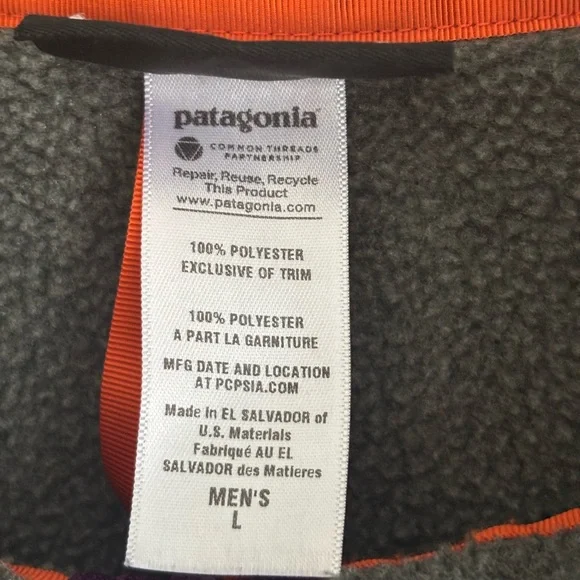 patagonia
COMMON THREADS
PARTNERSHIP
Repair, Reuse, Recycle
This Product
www.patagonia.com
100% POLYESTER
EXCLUSIVE OF TRIM
100% POLYESTER
A PART LA GARNITURE
MFG DATE AND LOCATION
AT PCPSIA.COM
Made in EL SALVADOR of
U.S. Materials
Fabriqué AU EL
SALVADOR des Matieres
MEN'S
L